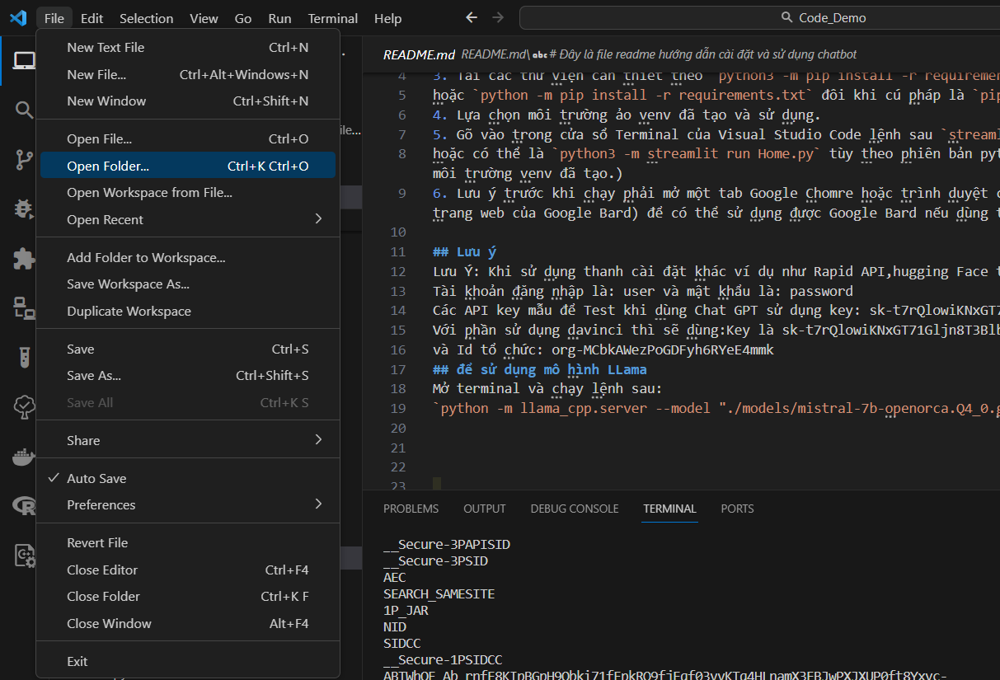 File Edit Selection View Go Run Terminal Help Code_Demo
New Text File Ctrl+N
New File... Ctrl+Alt+Windows+N
New Window Ctrl+Shift+N
Open File... Ctrl+O
Open Folder... Ctrl+K Ctrl+O
Open Workspace from File...
Open Recent
Add Folder to Workspace...
Save Workspace As...
Duplicate Workspace
Save Ctrl+S
Save As... Ctrl+Shift+S
Save All Ctrl+K S
Share
Auto Save
Preferences
Revert File
Close Editor Ctrl+F4
Close Folder Ctrl+K F
Close Window Alt+F4
Exit
ile...
README.md README.md\ abc # Đây là file readme hướng dẫn cài đặt và sử dụng chatbot
4 3. Tải các thư viện cần thiết theo `python3 -m pip install -r requiremen
5 hoặc `python -m pip install -r requirements.txt` đôi khi cú pháp là `pip
6 4. Lựa chọn môi trường ảo venv đã tạo và sử dụng.
7 5. Gõ vào trong cửa sổ Terminal của Visual Studio Code lệnh sau `streaml
8 hoặc có thể là `python3 -m streamlit run Home.py` tùy theo phiên bản pyt
môi trường venv đã tạo.)
9 6. Lưu ý trước khi chạy phải mở một tab Google Chomre hoặc trình duyệt
trang web của Google Bard) để có thể sử dụng được Google Bard nếu dùng
10
11 ## Lưu ý
12 Lưu Ý: Khi sử dụng thanh cài đặt khác ví dụ như Rapid API,hugging Face
13 Tài khoản đăng nhập là: user và mật khẩu là: password
14 Các API key mẫu để Test khi dùng Chat GPT sử dụng key: sk-t7rQlowiKNxGT7
15 Với phần sử dụng davinci thì sẽ dùng:Key là sk-t7rQlowiKNxGT71Gljn8T3Blb
16 và Id tổ chức: org-MCbkAWezPoGDFyh6RYeE4mmk
17 ## để sử dụng mô hình LLama
18 Mở terminal và chạy lệnh sau:
19 `python -m llama_cpp.server --model "./models/mistral-7b-openorca.Q4_0.g
20
21
22
23
PROBLEMS OUTPUT DEBUG CONSOLE TERMINAL PORTS
__Secure-3PAPISID
__Secure-3PSID
AEC
SEARCH_SAMESITE
1P_JAR
NID
SIDCC
__Secure-1PSIDCC